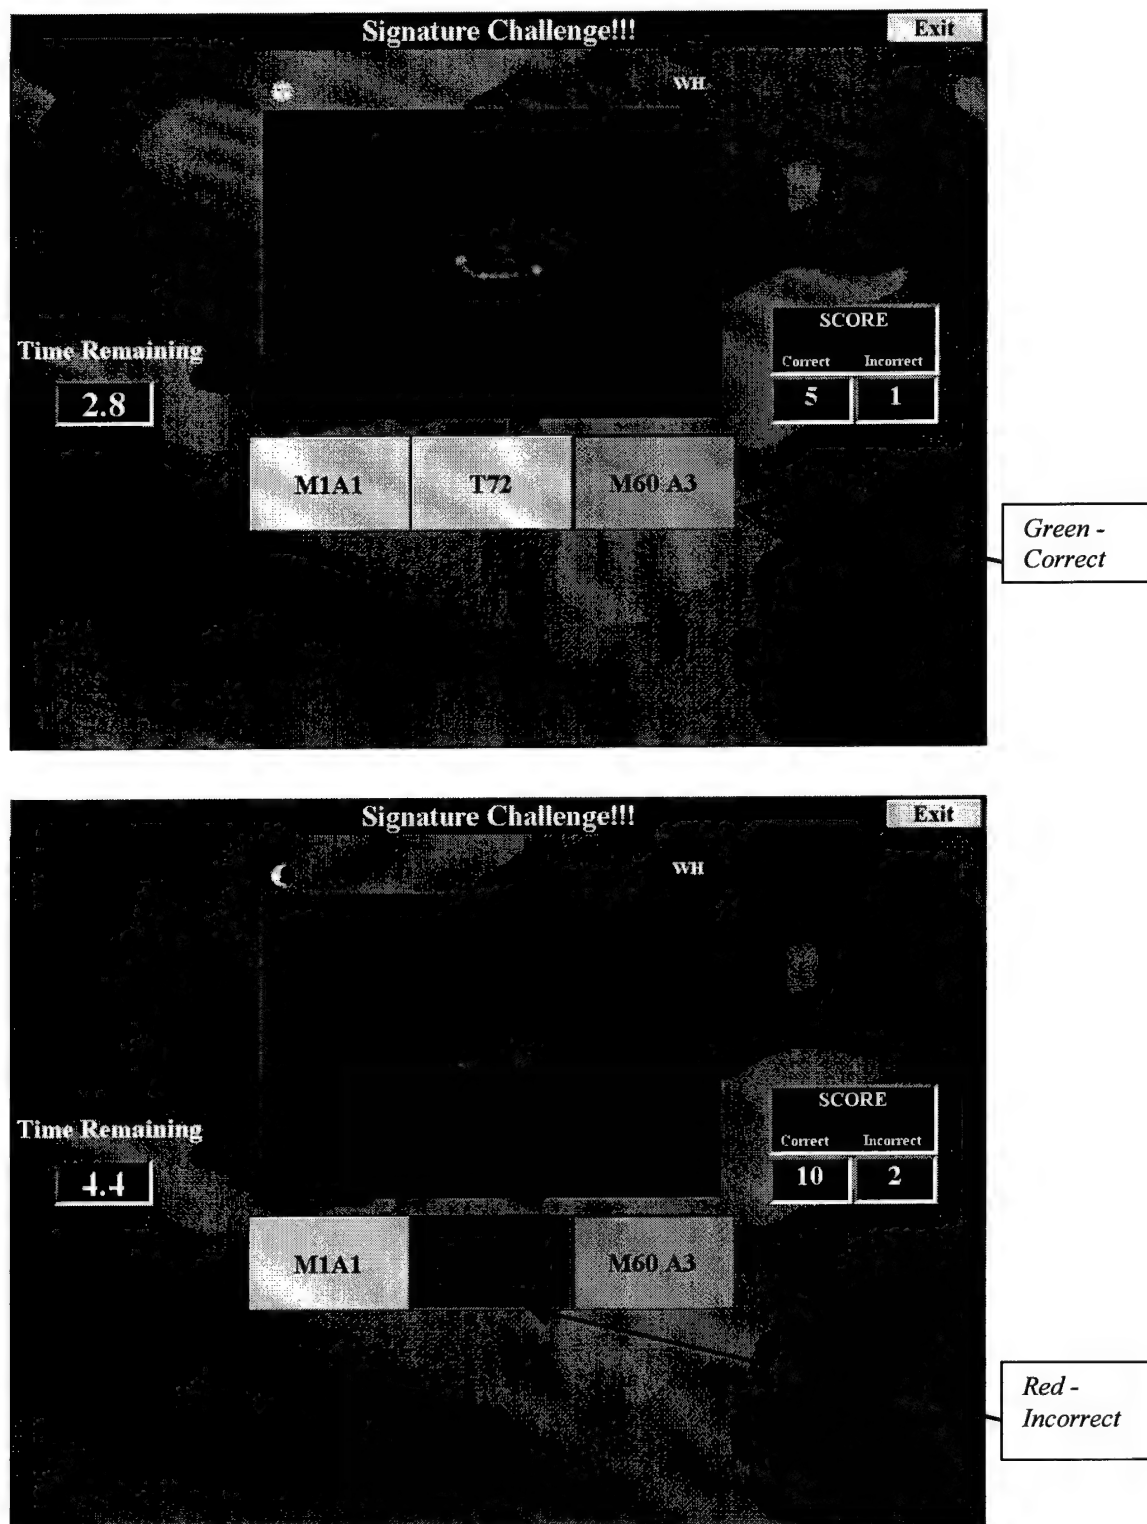 Signature Challenge!!!
Exit
WH
Time Remaining
2.8
SCORE
Correct Incorrect
5 1
M1A1 T72 M60 A3
Green -
Correct
Signature Challenge!!!
Exit
WH
Time Remaining
4.4
SCORE
Correct Incorrect
10 2
M1A1 M60 A3
Red -
Incorrect